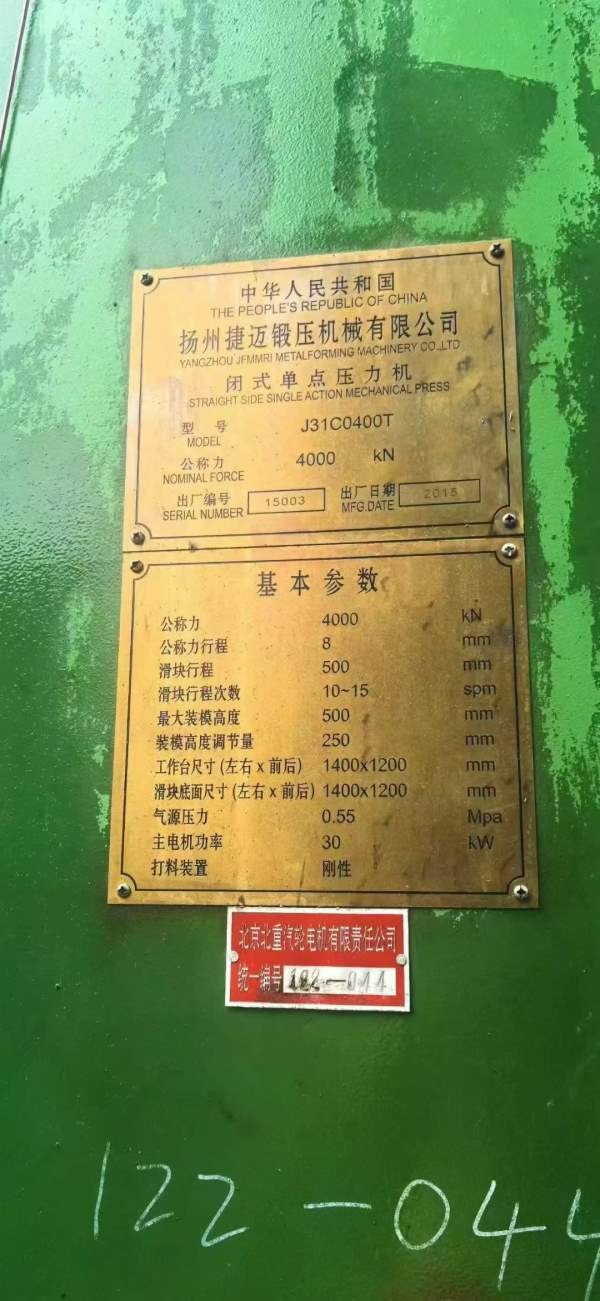 中华人民共和国
THE PEOPLE'S REPUBLIC OF CHINA
扬州捷迈锻压机械有限公司
YANGZHOU JFMMRI METALFORMING MACHINERY CO.,LTD
闭式单点压力机
STRAIGHT SIDE SINGLE ACTION MECHANICAL PRESS
型号 J31C0400T
MODEL
公称力 4000 kN
NOMINAL FORCE
出厂编号 15003 出厂日期 2015
SERIAL NUMBER MFG.DATE
基本参数
公称力 4000 kN
公称力行程 8 mm
滑块行程 500 mm
滑块行程次数 10~15 spm
最大装模高度 500 mm
装模高度调节量 250 mm
工作台尺寸(左右x前后) 1400x1200 mm
滑块底面尺寸(左右x前后) 1400x1200 mm
气源压力 0.55 Mpa
主电机功率 30 kW
打料装置 刚性
北京北重汽轮电机有限责任公司
统一编号 122-044
122-044